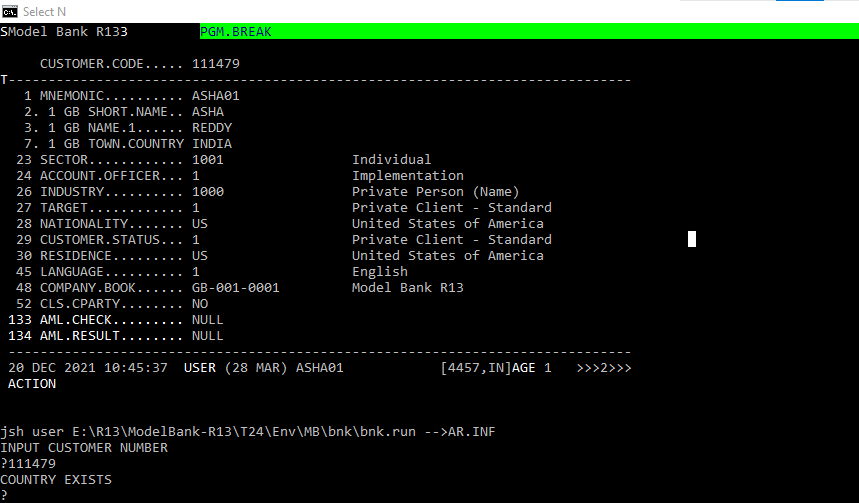 Select N
SModel Bank R133 PGM.BREAK
CUSTOMER.CODE..... 111479
T------------------------------------------------------------------------------
1 MNEMONIC.......... ASHA01
2. 1 GB SHORT.NAME.. ASHA
3. 1 GB NAME.1...... REDDY
7. 1 GB TOWN.COUNTRY INDIA
23 SECTOR............ 1001 Individual
24 ACCOUNT.OFFICER... 1 Implementation
26 INDUSTRY.......... 1000 Private Person (Name)
27 TARGET............ 1 Private Client - Standard
28 NATIONALITY....... US United States of America
29 CUSTOMER.STATUS... 1 Private Client - Standard
30 RESIDENCE......... US United States of America
45 LANGUAGE.......... 1 English
48 COMPANY.BOOK...... GB-001-0001 Model Bank R13
52 CLS.CPARTY........ NO
133 AML.CHECK......... NULL
134 AML.RESULT........ NULL
------------------------------------------------------------------------------
20 DEC 2021 10:45:37 USER (28 MAR) ASHA01 [4457,IN]AGE 1 >>>2>>>
ACTION
jsh user E:\R13\ModelBank-R13\T24\Env\MB\bnk\bnk.run -->AR.INF
INPUT CUSTOMER NUMBER
?111479
COUNTRY EXISTS
?